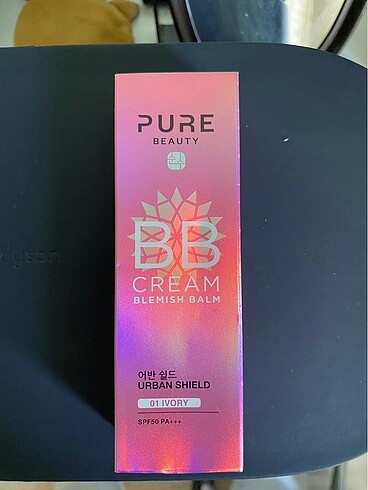 PURE
BEAUTY
BB
CREAM
BLEMISH BALM
어반 쉴드
URBAN SHIELD
01 IVORY
SPF50 PA+++